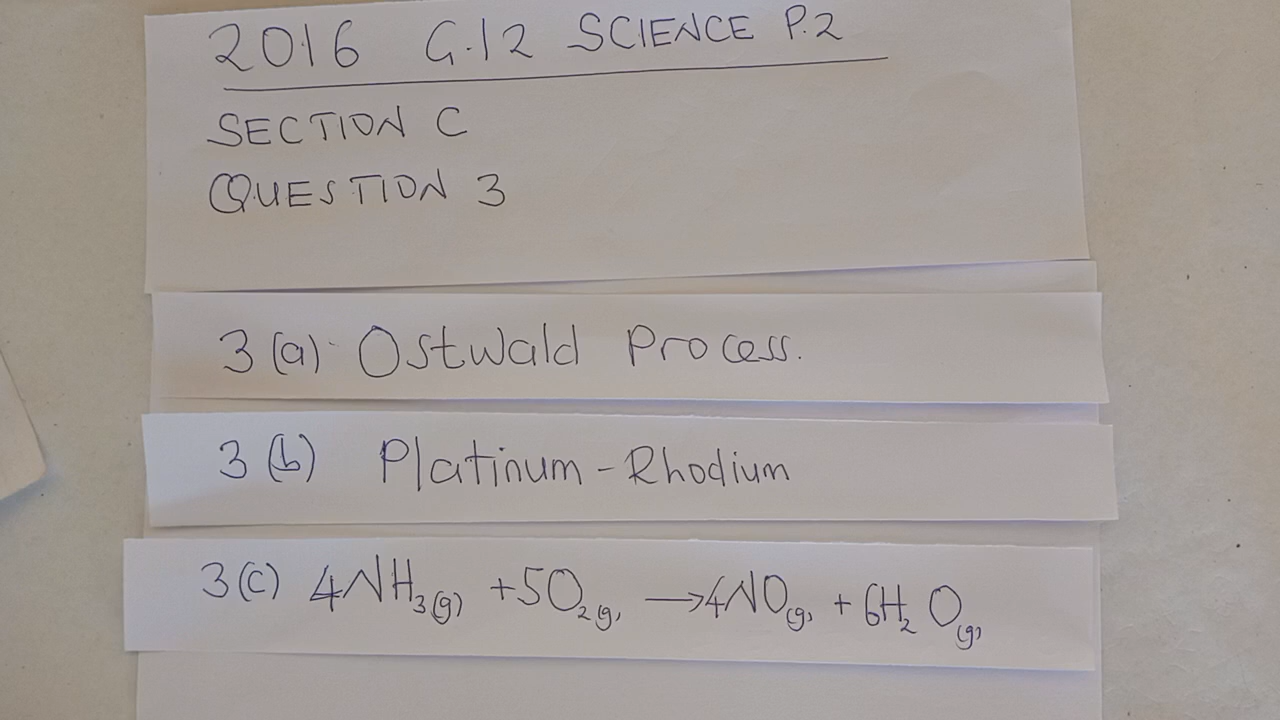 2016 G.12 SCIENCE P.2
SECTION C
QUESTION 3
3(a) Ostwald Process.
3(b) Platinum-Rhodium
3(c) 4NH₃(g) +5O₂(g) →4NO(g) + 6H₂O(g)